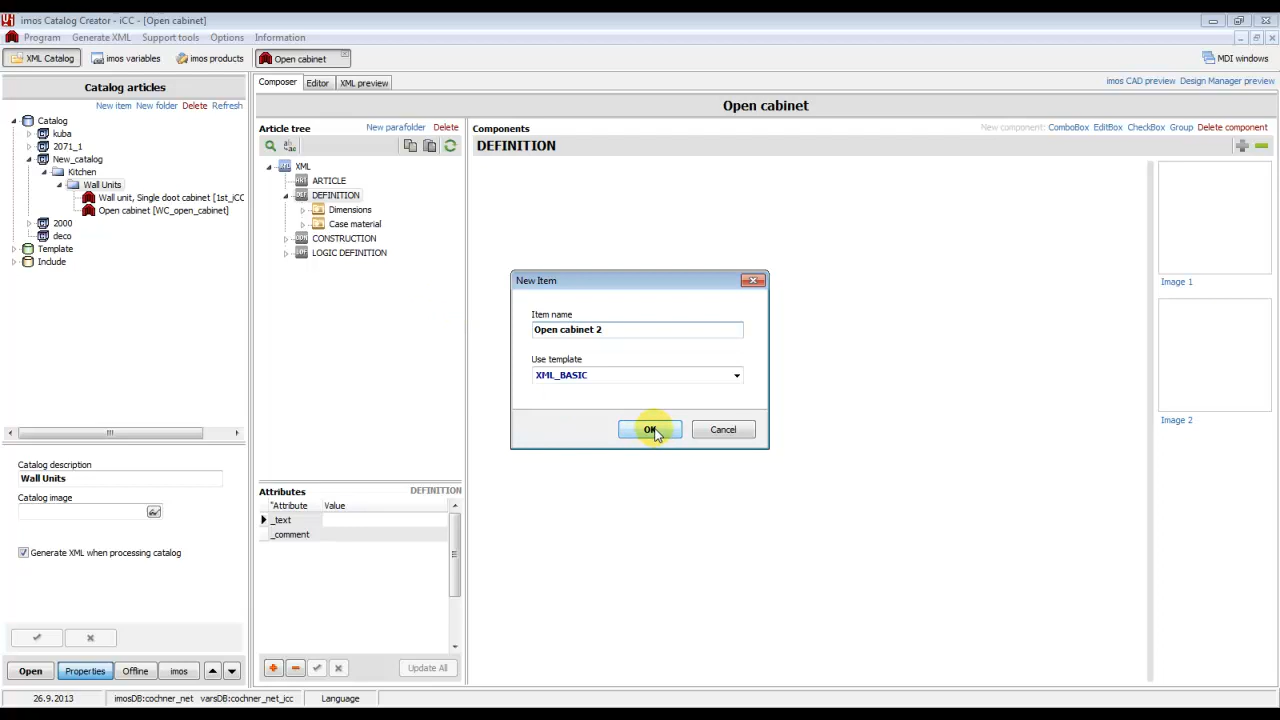 imos Catalog Creator - iCC - [Open cabinet]
Program Generate XML Support tools Options Information
XML Catalog imos variables imos products Open cabinet MDI windows
Catalog articles
New item New folder Delete Refresh
Catalog
kuba
2071_1
New_catalog
Kitchen
Wall Units
Wall unit, Single doot cabinet [1st_iCC
Open cabinet [WC_open_cabinet]
2000
deco
Template
Include
Catalog description
Wall Units
Catalog image
Generate XML when processing catalog
Open Properties Offline imos
Composer Editor XML preview
imos CAD preview Design Manager preview
Open cabinet
Article tree New parafolder Delete
XML
ARTICLE
DEFINITION
Dimensions
Case material
CONSTRUCTION
LOGIC DEFINITION
Attributes DEFINITION
*Attribute Value
_text
_comment
Update All
Components New component: ComboBox EditBox CheckBox Group Delete component
DEFINITION
Image 1
Image 2
New Item
Item name
Open cabinet 2
Use template
XML_BASIC
OK Cancel
26.9.2013 imosDB:cochner_net varsDB:cochner_net_icc Language